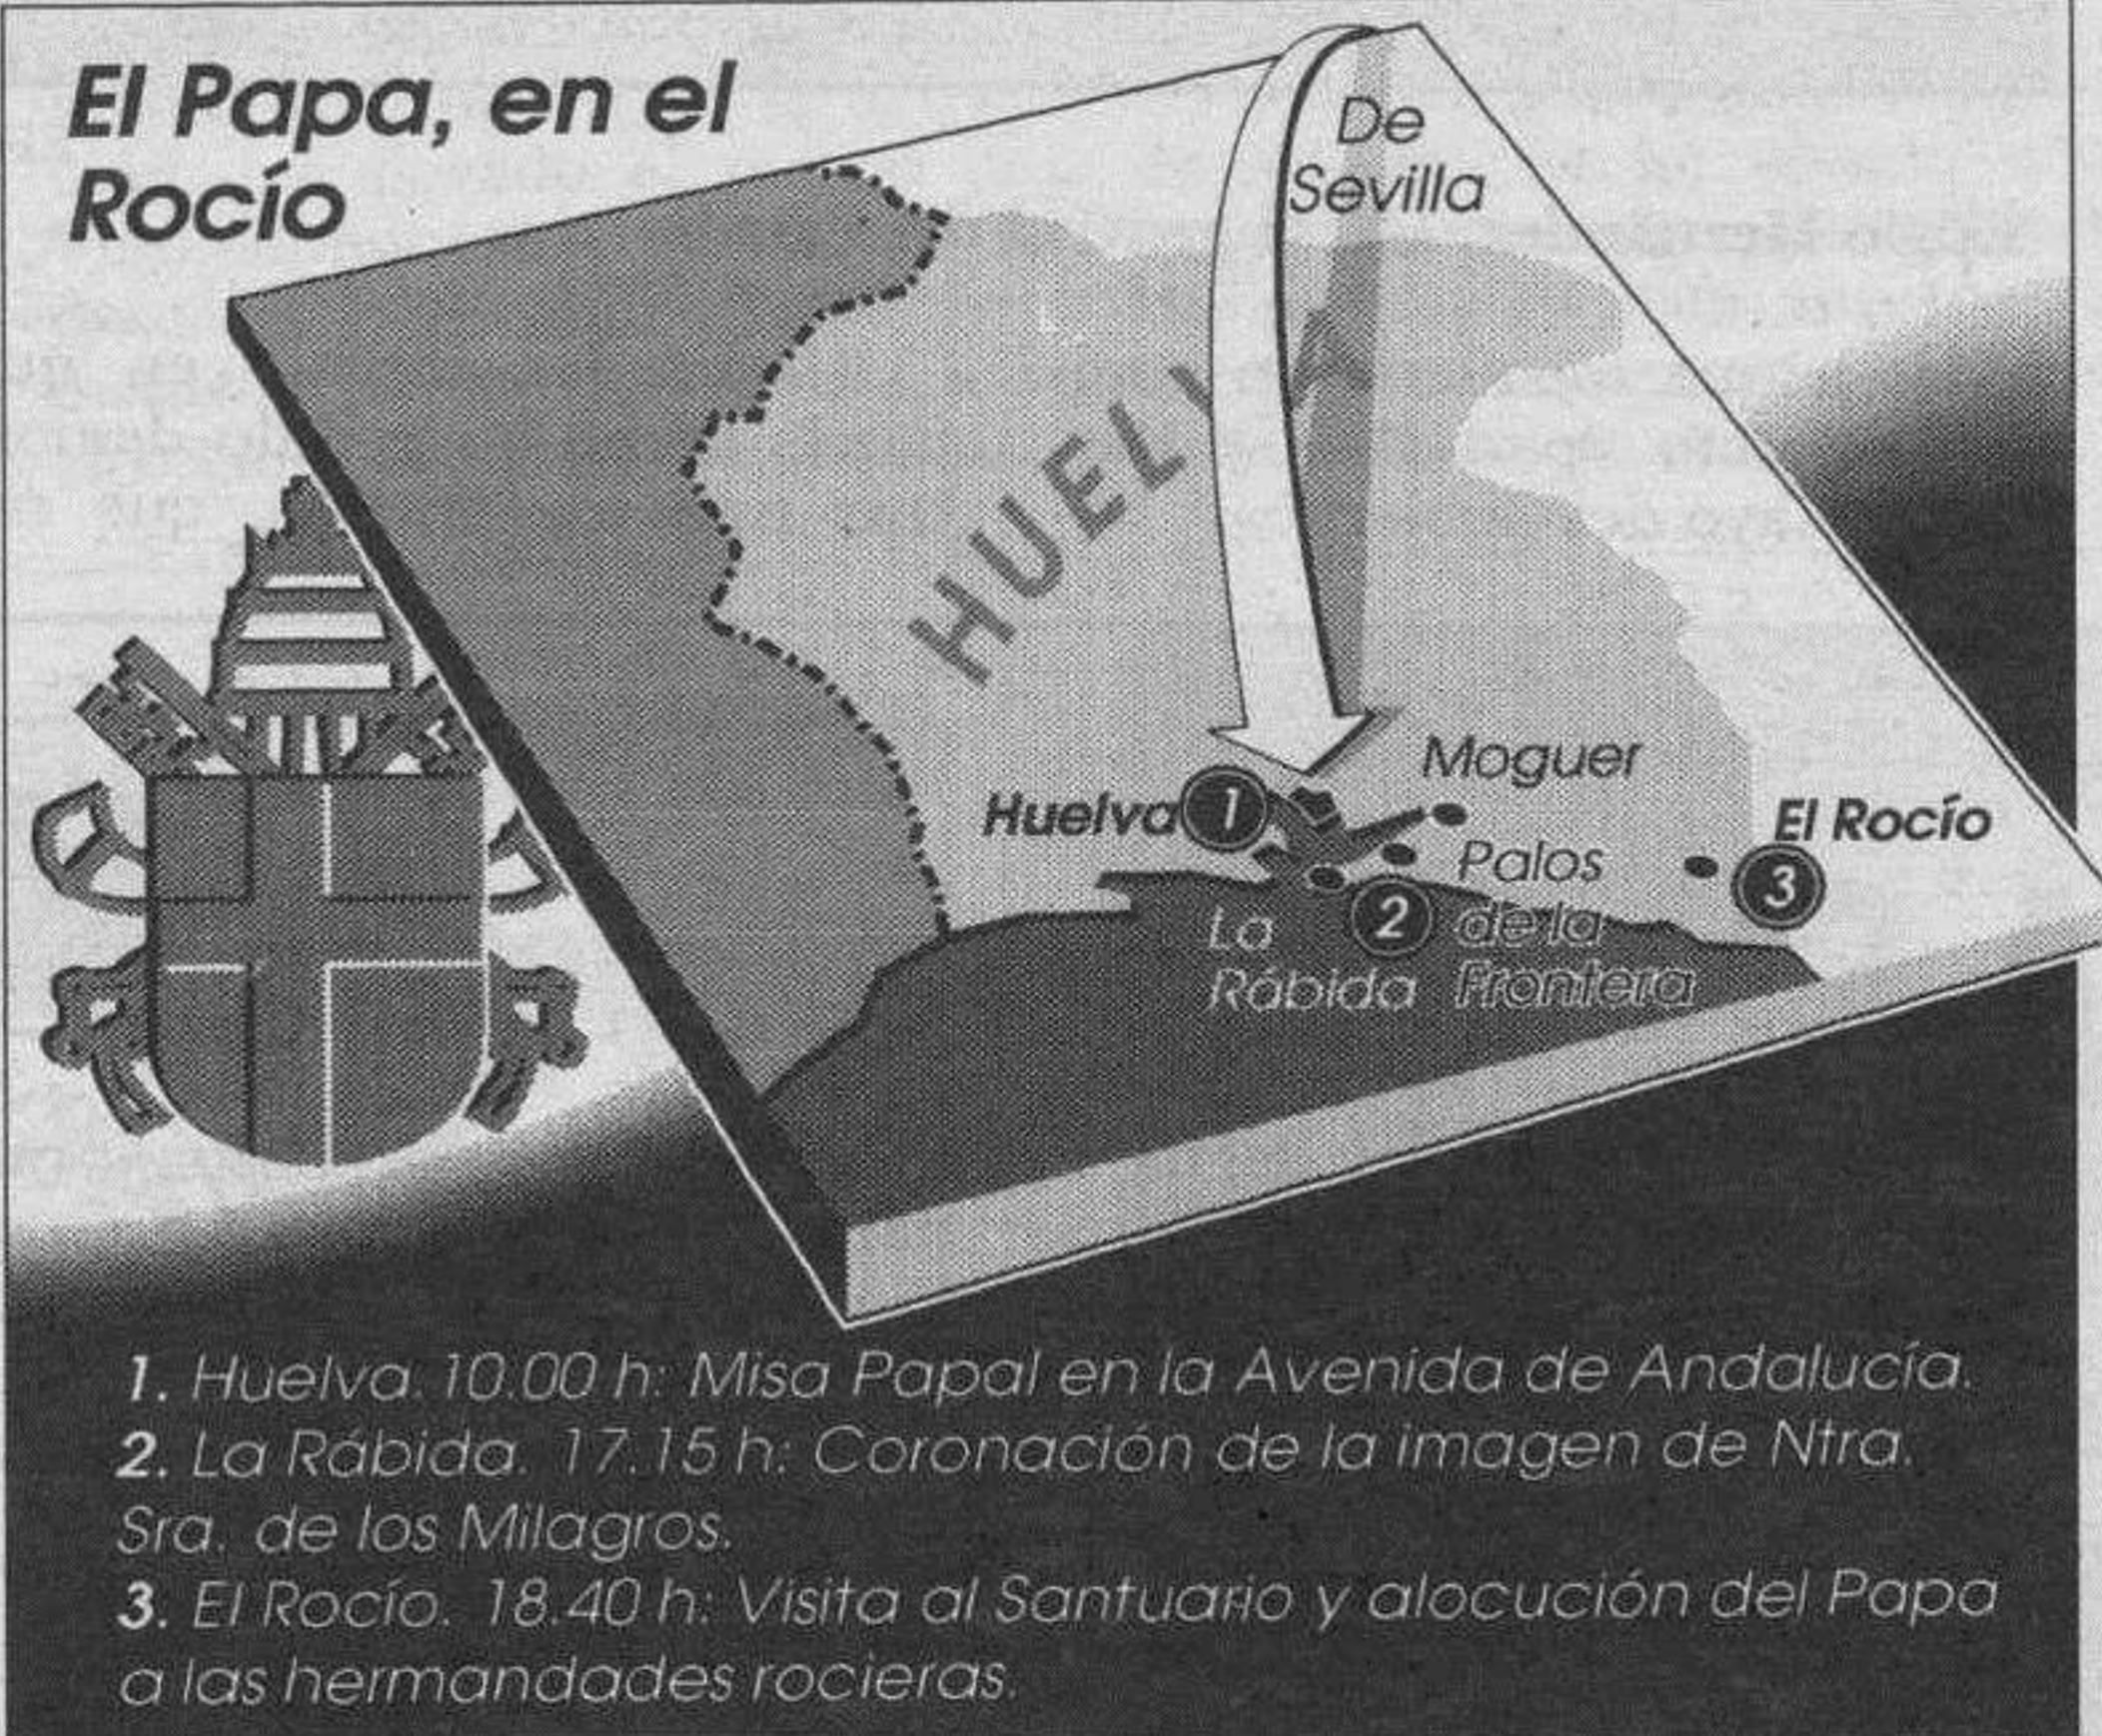 El Papa, en el
Rocío
De
Sevilla
HUELV
Moguer
Huelva 1
El Rocío
Palos
de la
Frontera
3
La
Rábida
2
1. Huelva. 10.00 h: Misa Papal en la Avenida de Andalucía.
2. La Rábida. 17.15 h: Coronación de la imagen de Ntra.
Sra. de los Milagros.
3. El Rocío. 18.40 h: Visita al Santuario y alocución del Papa
a las hermandades rocieras.